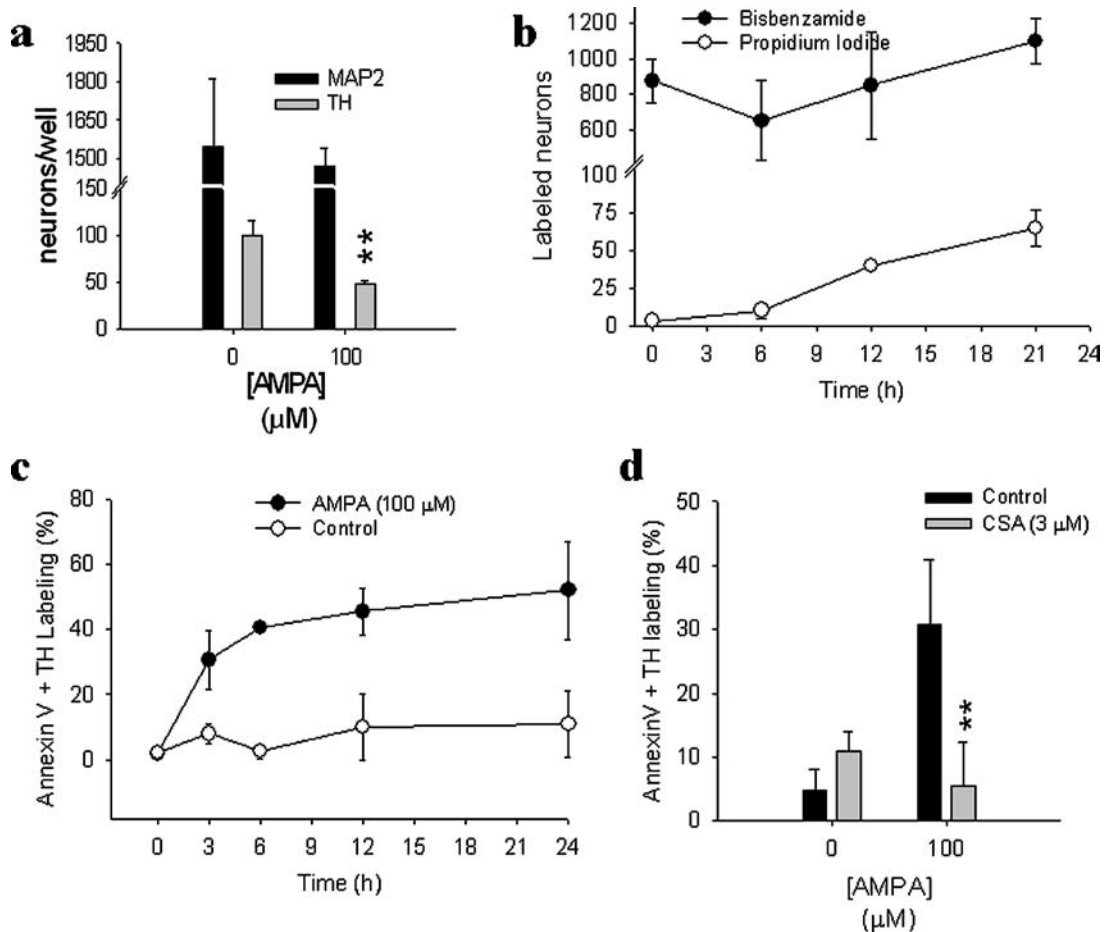 a
1950
1800
1650
1500
150
100
50
0
neurons/well
MAP2
TH
**
0 100
[AMPA]
(µM)
b
1200
1000
800
600
100
75
50
25
0
Labeled neurons
Bisbenzamide
Propidium Iodide
0 3 6 9 12 15 18 21 24
Time (h)
c
80
60
40
20
0
Annexin V + TH Labeling (%)
AMPA (100 µM)
Control
0 3 6 9 12 15 18 21 24
Time (h)
d
50
40
30
20
10
0
AnnexinV + TH labeling (%)
Control
CSA (3 µM)
**
0 100
[AMPA]
(µM)